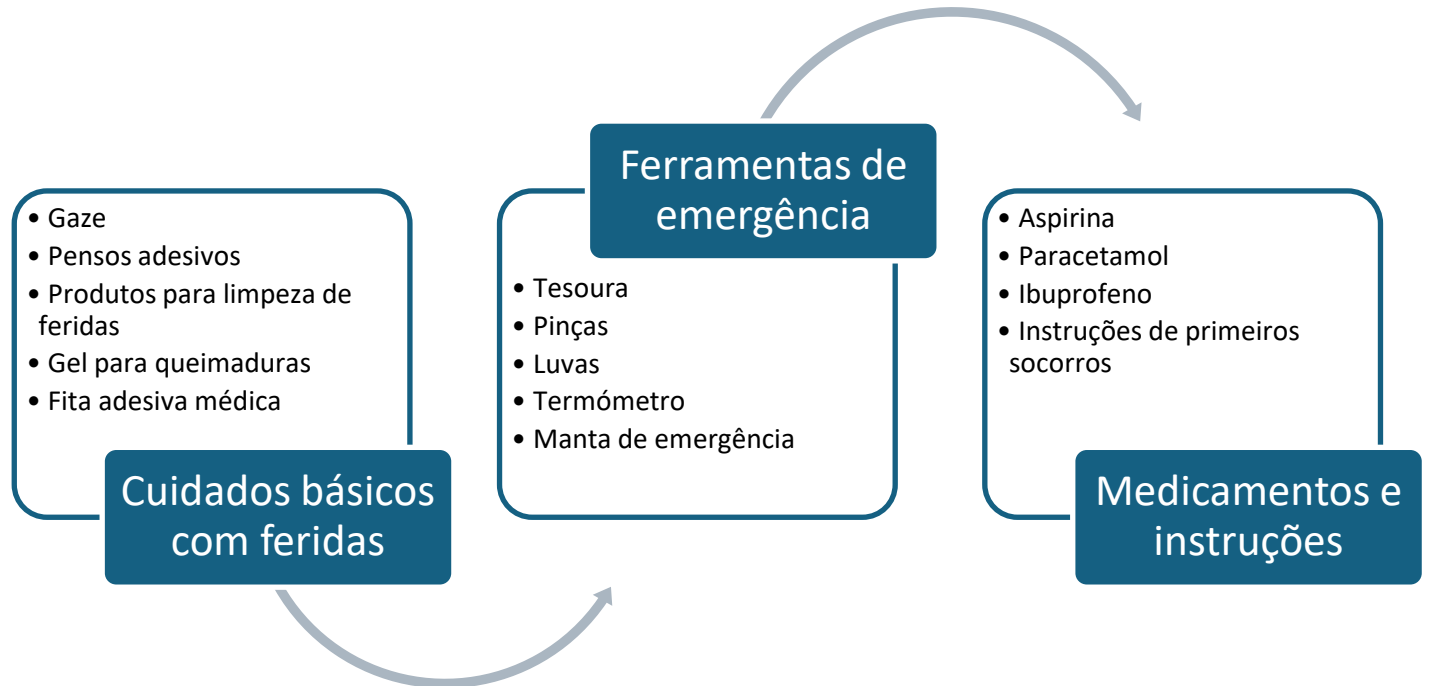 • Gaze
• Pensos adesivos
• Produtos para limpeza de
feridas
• Gel para queimaduras
• Fita adesiva médica
Cuidados básicos
com feridas
Ferramentas de
emergência
• Tesoura
• Pinças
• Luvas
• Termómetro
• Manta de emergência
• Aspirina
• Paracetamol
• Ibuprofeno
• Instruções de primeiros
socorros
Medicamentos e
instruções